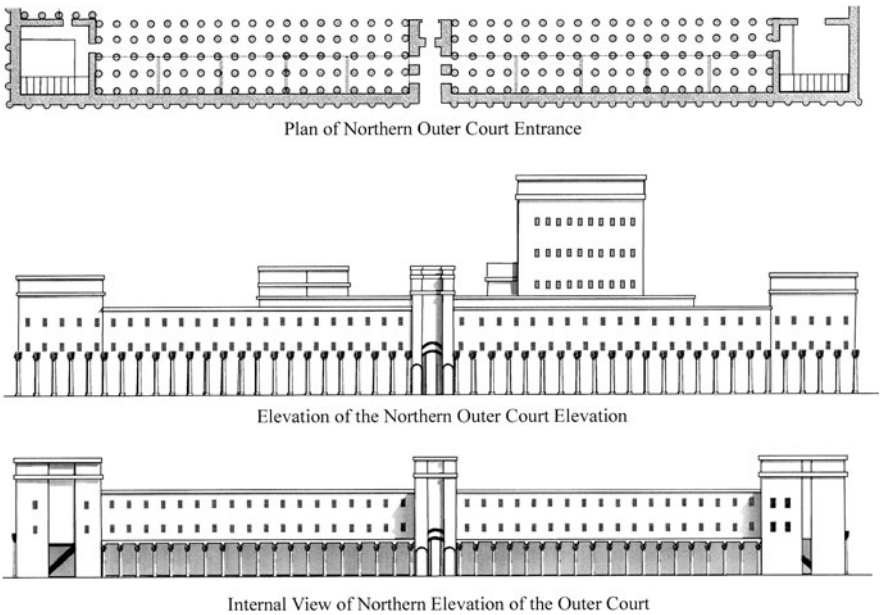 Plan of Northern Outer Court Entrance
Elevation of the Northern Outer Court Elevation
Internal View of Northern Elevation of the Outer Court